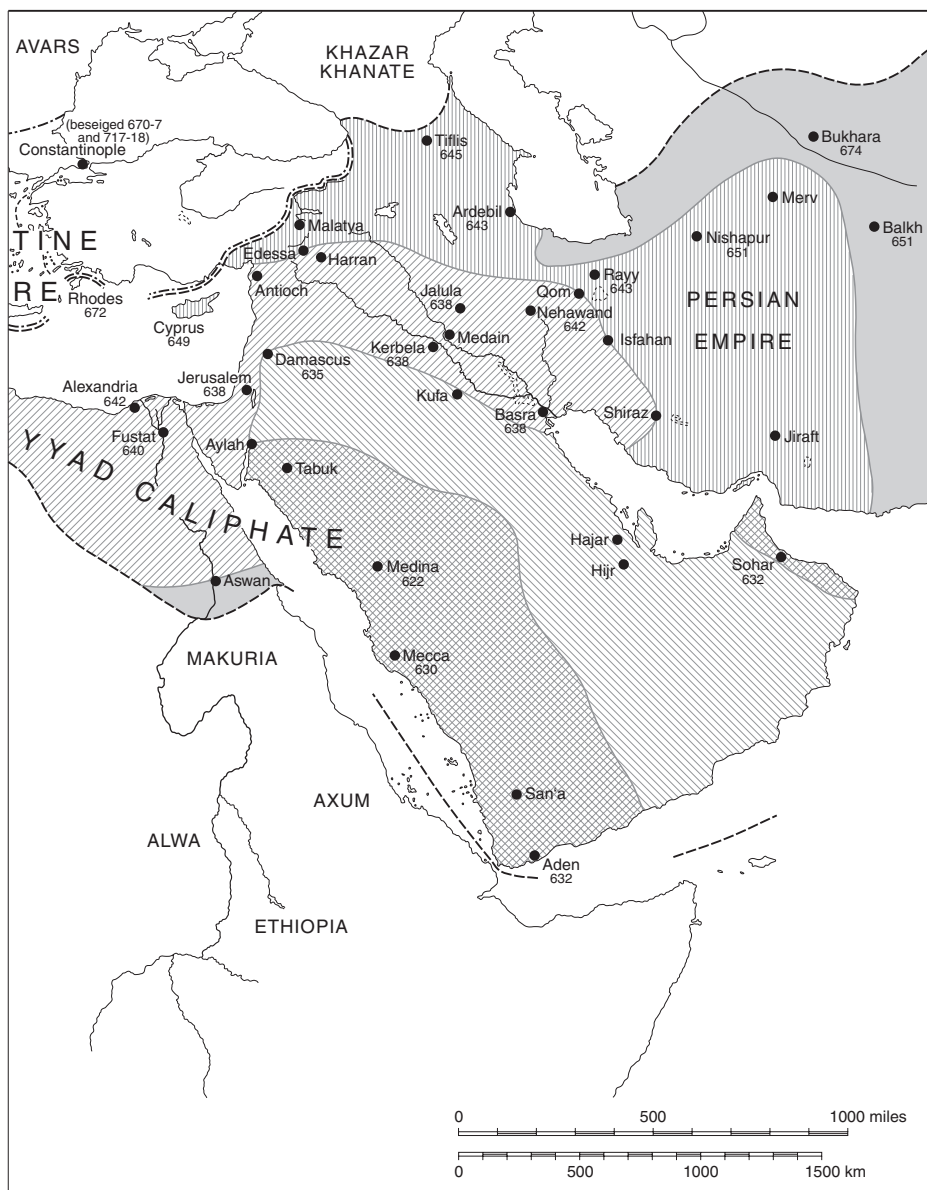 AVARS
KHAZAR
KHANATE
(beseiged 670-7
and 717-18)
Constantinople
Tiflis
645
Bukhara
674
Merv
Ardebil
643
Malatya
Balkh
651
Nishapur
651
TINE
Edessa
Harran
RE
Rhodes
672
Antioch
Rayy
643
Qom
PERSIAN
EMPIRE
Jalula
638
Nehawand
642
Cyprus
649
Medain
Isfahan
Kerbela
638
Damascus
635
Jerusalem
638
Alexandria
642
Kufa
Basra
638
Shiraz
Fustat
640
Aylah
Jiraft
YYAD CALIPHATE
Tabuk
Hajar
Hijr
Sohar
632
Medina
622
Aswan
MAKURIA
Mecca
630
AXUM
San'a
ALWA
Aden
632
ETHIOPIA
0 500 1000 miles
0 500 1000 1500 km